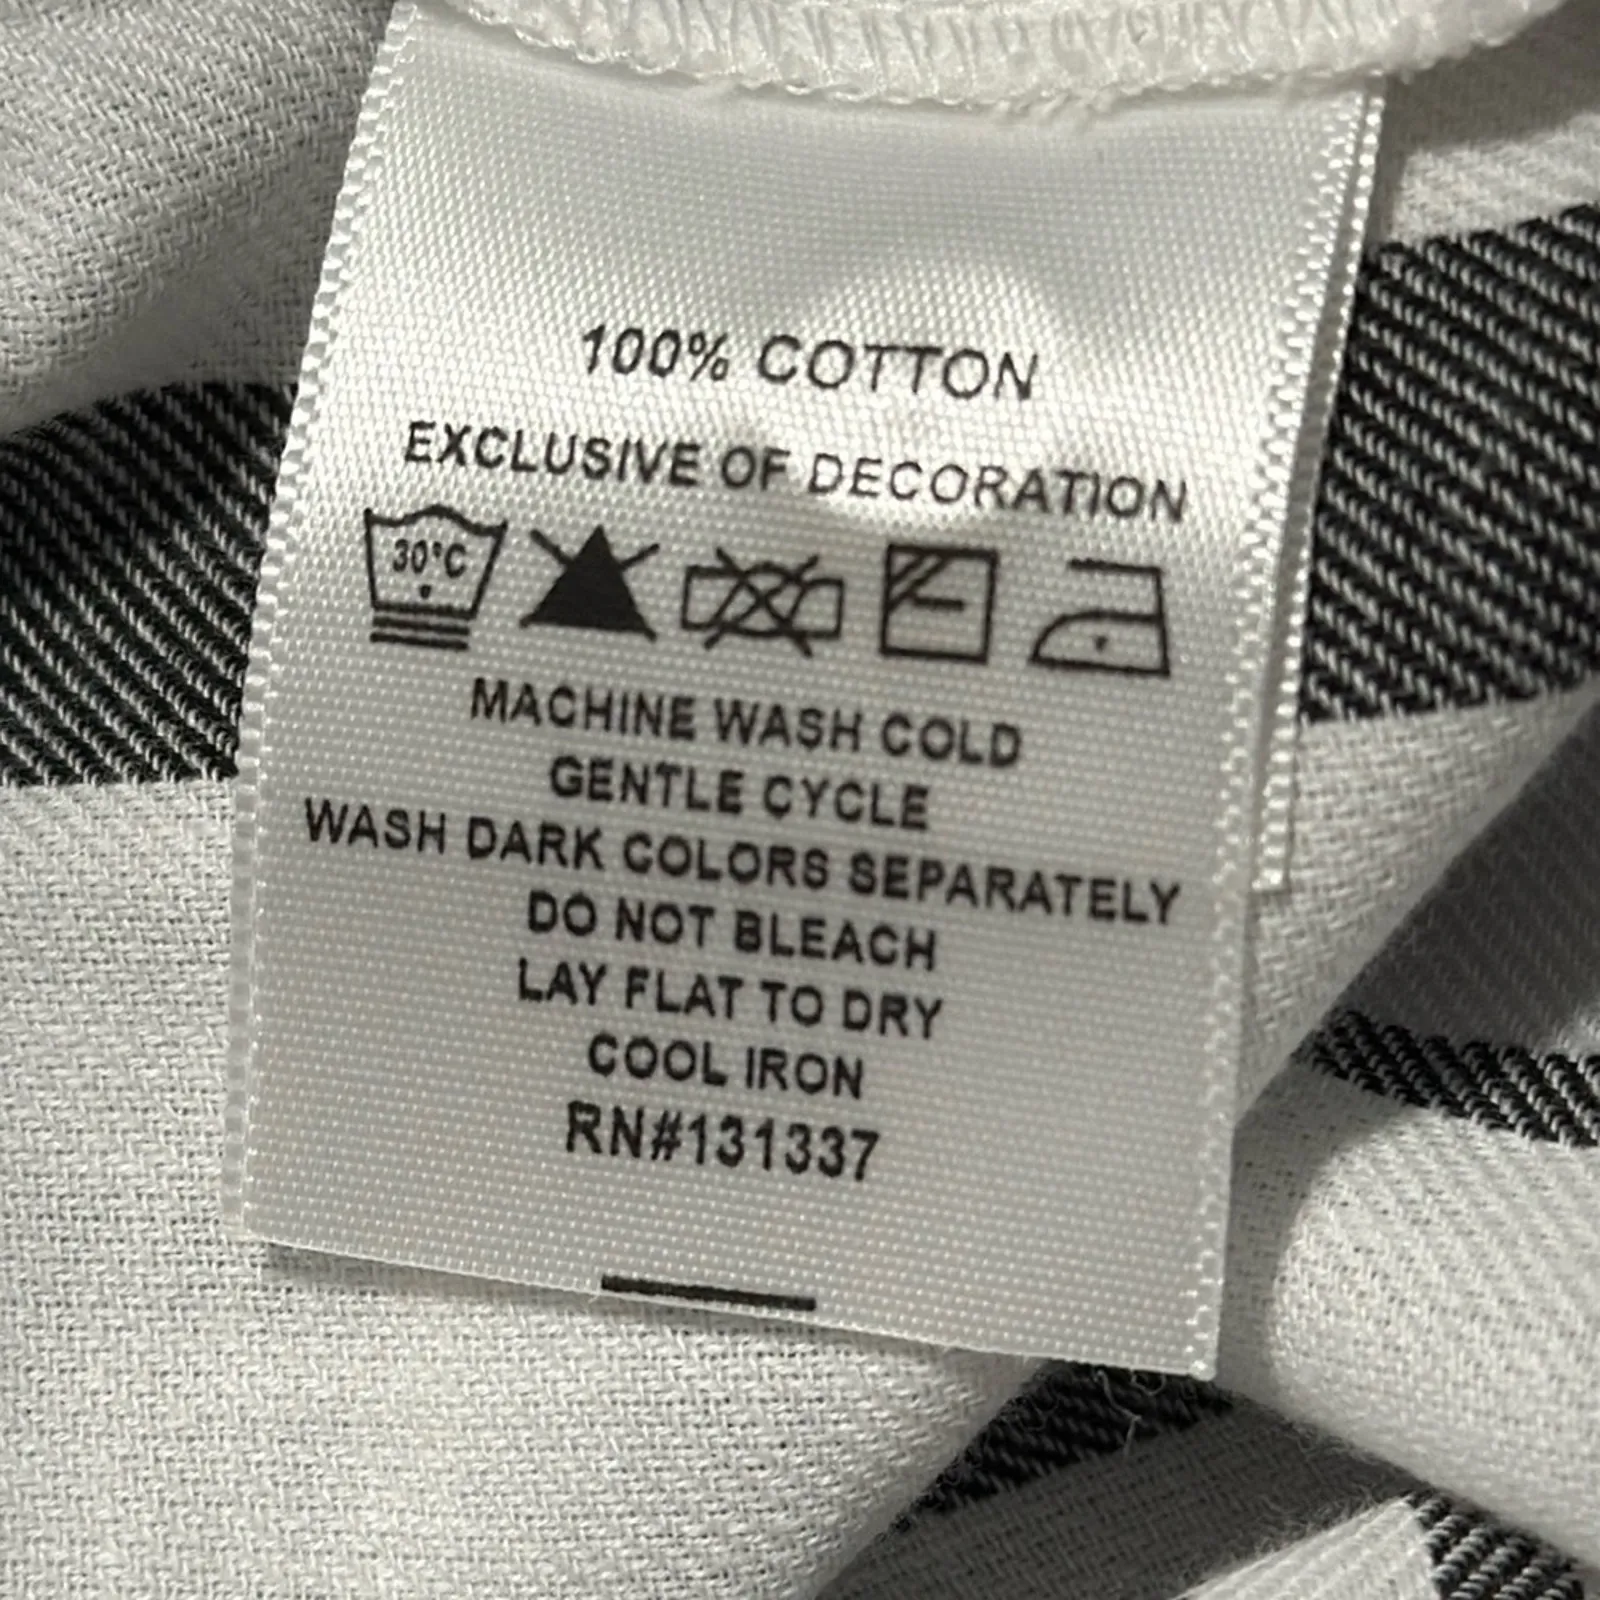 100% COTTON
EXCLUSIVE OF DECORATION
30°C
MACHINE WASH COLD
GENTLE CYCLE
WASH DARK COLORS SEPARATELY
DO NOT BLEACH
LAY FLAT TO DRY
COOL IRON
RN#131337